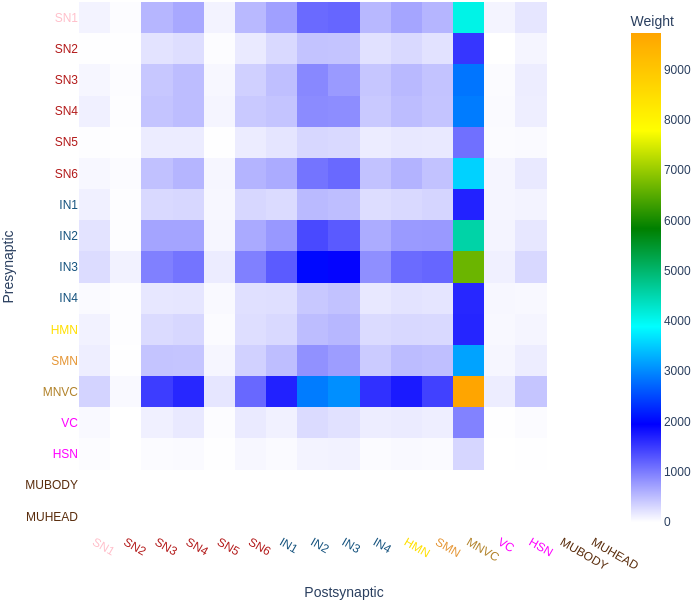 Weight
SN1
SN2
SN3
SN4
SN5
SN6
IN1
IN2
IN3
IN4
HMN
SMN
MNVC
VC
HSN
MUBODY
MUHEAD
Presynaptic
9000
8000
7000
6000
5000
4000
3000
2000
1000
0
SN1
SN2
SN3
SN4
SN5
SN6
IN1
IN2
IN3
IN4
HMN
SMN
MNVC
VC
HSN
MUBODY
MUHEAD
Postsynaptic